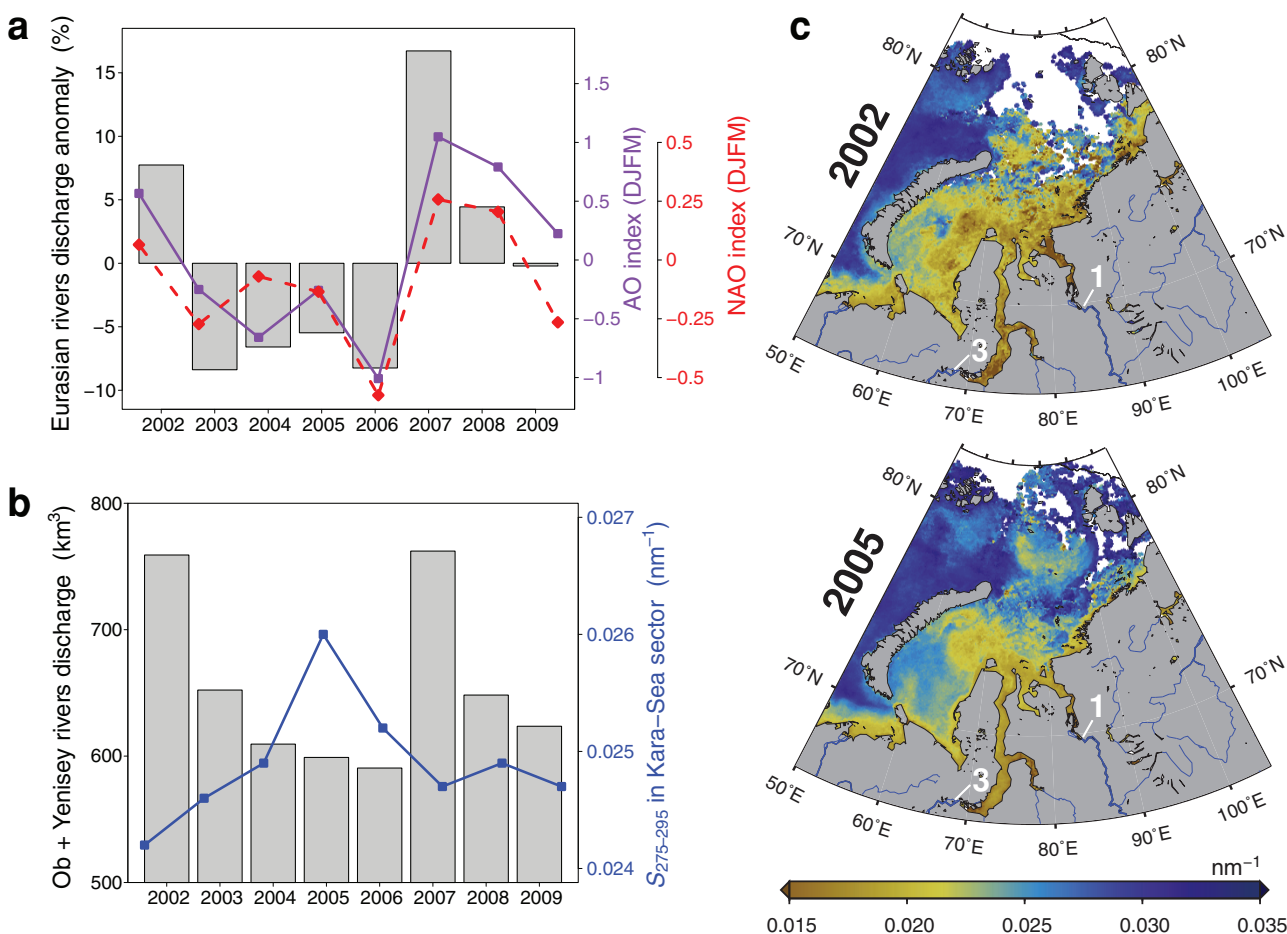 a
Eurasian rivers discharge anomaly (%)
15
10
5
0
−5
−10
2002 2003 2004 2005 2006 2007 2008 2009
1.5
1
0.5
0
−0.5
−1
AO index (DJFM)
0.5
0.25
0
−0.25
−0.5
NAO index (DJFM)
b
Ob + Yenisey rivers discharge (km³)
800
700
600
500
2002 2003 2004 2005 2006 2007 2008 2009
0.027
0.026
0.025
0.024
S275−295 in Kara−Sea sector (nm⁻¹)
c
2002
80˚N
80˚N
70˚N
70˚N
1
3
50˚E
60˚E
70˚E
80˚E
90˚E
100˚E
2005
80˚N
80˚N
70˚N
70˚N
1
3
50˚E
60˚E
70˚E
80˚E
90˚E
100˚E
nm⁻¹
0.015 0.020 0.025 0.030 0.035